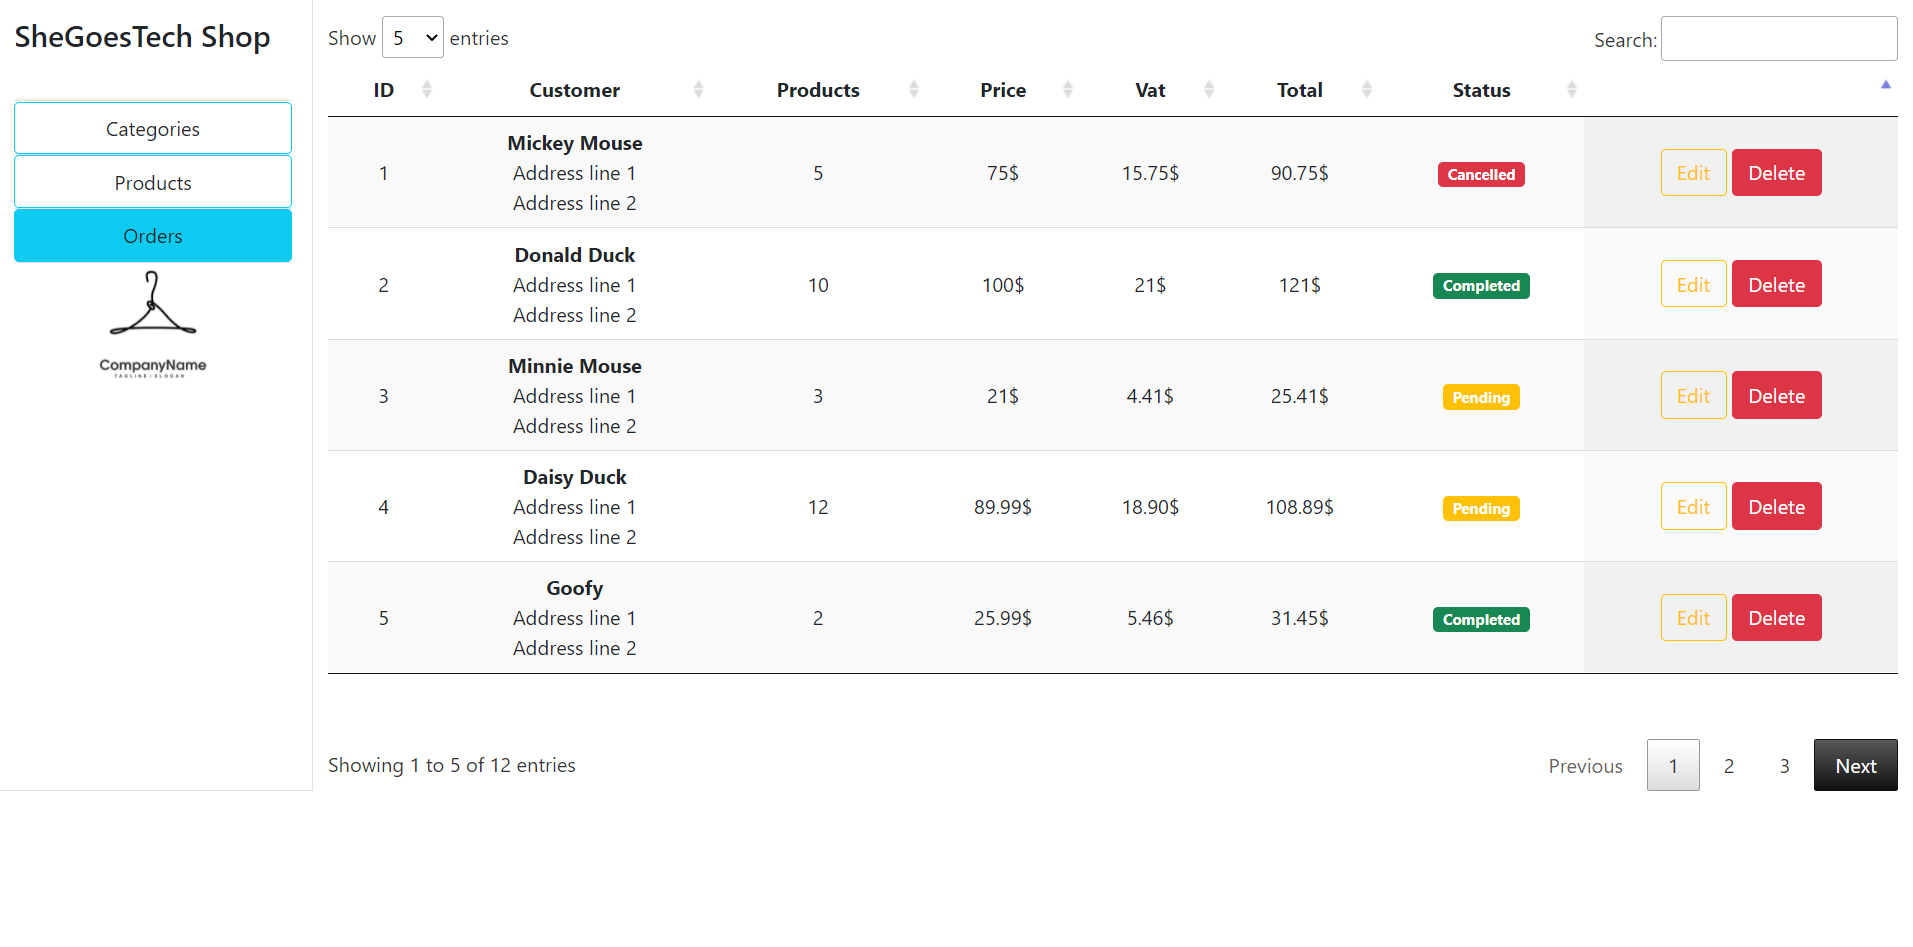 SheGoesTech Shop
Categories
Products
Orders
CompanyName
TAGLINE / SLOGAN
Show 5 entries
Search:
ID Customer Products Price Vat Total Status
Mickey Mouse
1 Address line 1 5 75$ 15.75$ 90.75$ Cancelled Edit Delete
Address line 2
Donald Duck
2 Address line 1 10 100$ 21$ 121$ Completed Edit Delete
Address line 2
Minnie Mouse
3 Address line 1 3 21$ 4.41$ 25.41$ Pending Edit Delete
Address line 2
Daisy Duck
4 Address line 1 12 89.99$ 18.90$ 108.89$ Pending Edit Delete
Address line 2
Goofy
5 Address line 1 2 25.99$ 5.46$ 31.45$ Completed Edit Delete
Address line 2
Showing 1 to 5 of 12 entries
Previous 1 2 3 Next